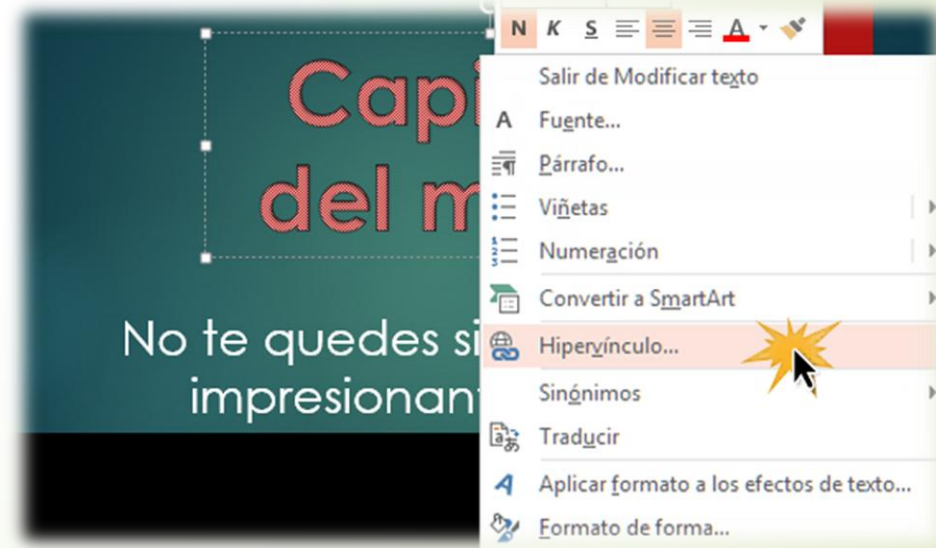 N K S A
Salir de Modificar texto
A Fuente...
Párrafo...
Viñetas
Numeración
Convertir a SmartArt
Hipervínculo...
Sinónimos
Traducir
Aplicar formato a los efectos de texto...
Formato de forma...
Capi
del m
No te quedes si
impresionan